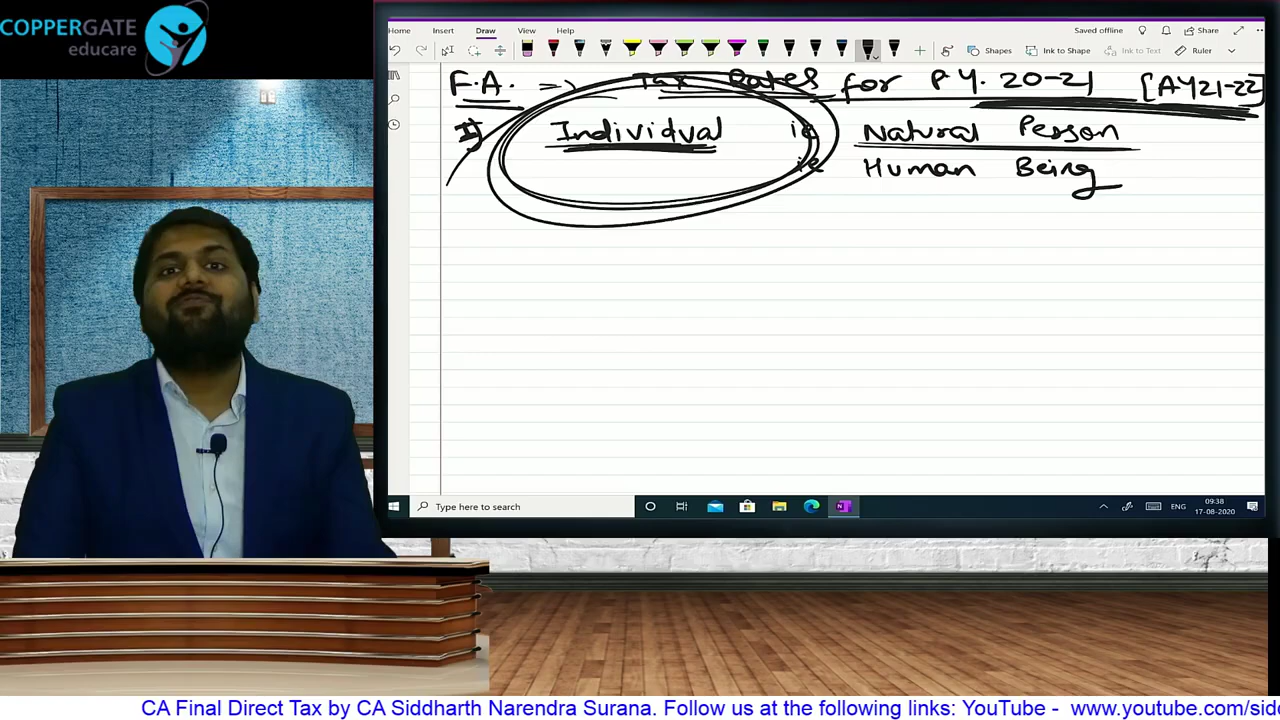 COPPERGATE
educare
Home Insert Draw View Help
Saved offline
Share
Shapes
Ink to Shape
Ink to Text
Ruler
F.A. => Tax Rates for P.Y. 20-21 [AY21-22]
I) Individual ie Natural Person
ie Human Being
Type here to search
ENG
09:38
17-08-2020
CA Final Direct Tax by CA Siddharth Narendra Surana. Follow us at the following links: YouTube - www.youtube.com/sid